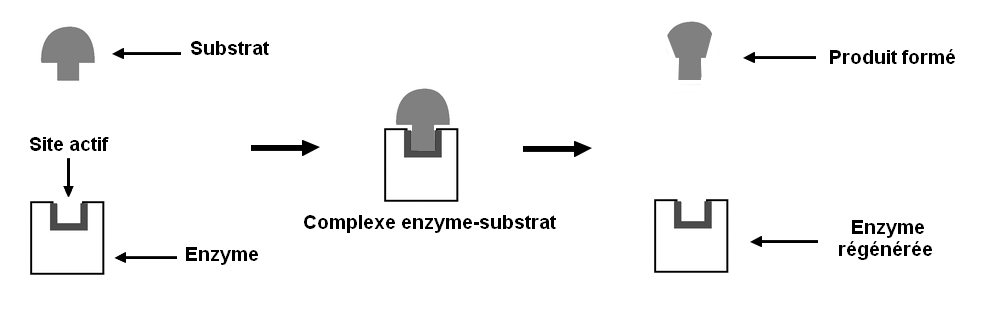 Substrat
Produit formé
Site actif
Complexe enzyme-substrat
Enzyme
Enzyme
régénérée